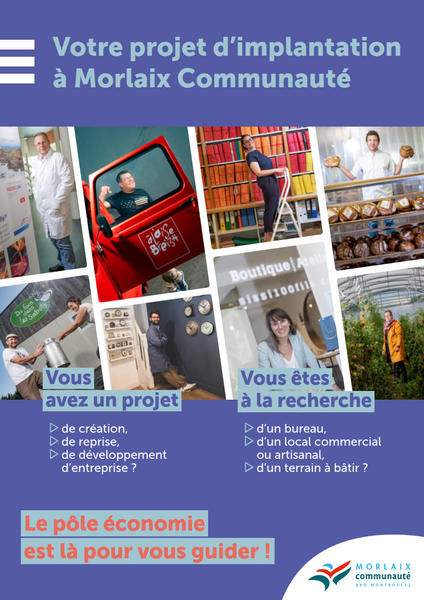 Votre projet d'implantation
à Morlaix Communauté
Boutique|Atelier
Vous
avez un projet
de création,
de reprise,
de développement
d'entreprise ?
Vous êtes
à la recherche
d'un bureau,
d'un local commercial
ou artisanal,
d'un terrain à bâtir ?
Le pôle économie
est là pour vous guider !
MORLAIX
communauté
BRO MONTROULEZ